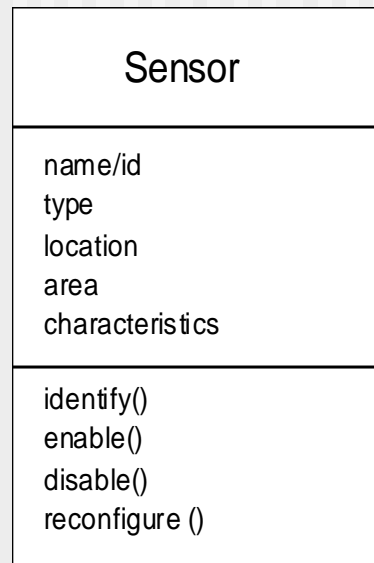 Sensor
name/id
type
location
area
characteristics
identify()
enable()
disable()
reconfigure ()